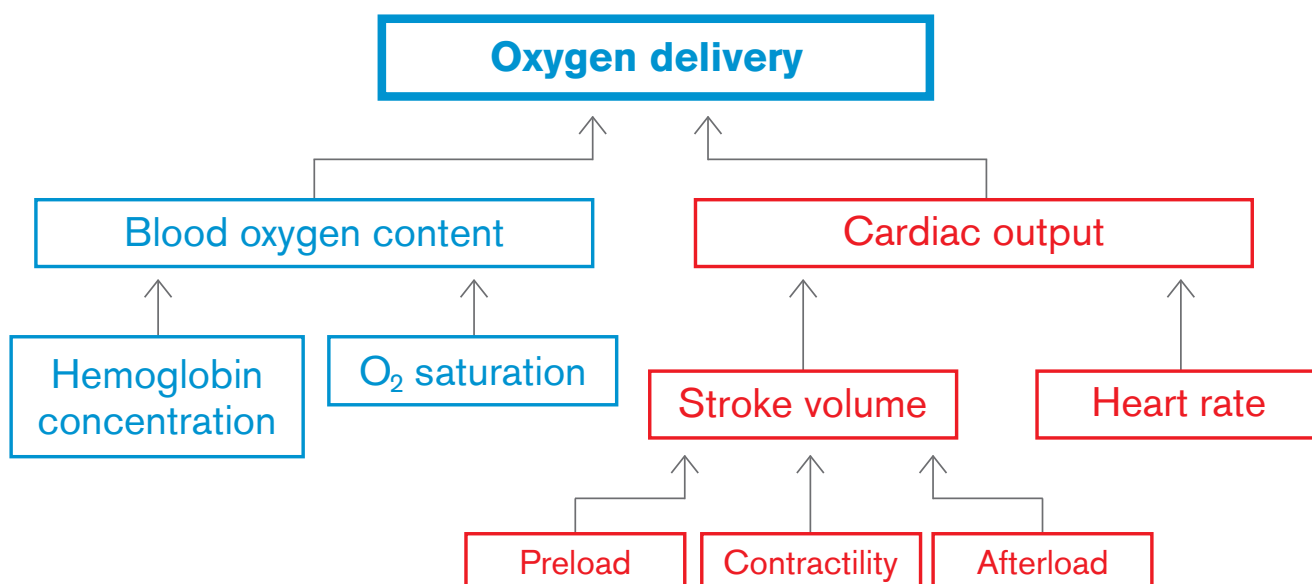 Oxygen delivery
Blood oxygen content
Cardiac output
Hemoglobin
concentration
O₂ saturation
Stroke volume
Heart rate
Preload
Contractility
Afterload